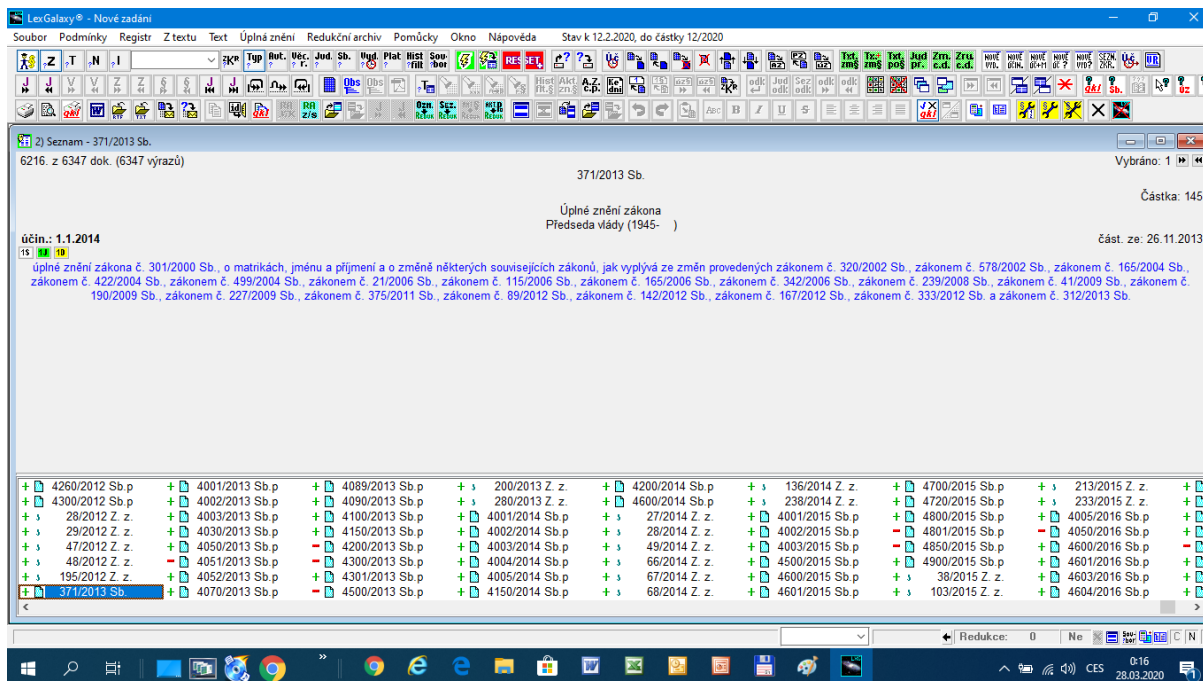 LexGalaxy® - Nové zadání
Soubor Podmínky Registr Z textu Text Úplná znění Redukční archiv Pomůcky Okno Nápověda Stav k 12.2.2020, do částky 12/2020
2) Seznam - 371/2013 Sb.
6216. z 6347 dok. (6347 výrazů) Vybráno: 1
371/2013 Sb.
Částka: 145
Úplné znění zákona
Předseda vlády (1945- )
účin.: 1.1.2014 část. ze: 26.11.2013
úplné znění zákona č. 301/2000 Sb., o matrikách, jménu a příjmení a o změně některých souvisejících zákonů, jak vyplývá ze změn provedených zákonem č. 320/2002 Sb., zákonem č. 578/2002 Sb., zákonem č. 165/2004 Sb.,
zákonem č. 422/2004 Sb., zákonem č. 499/2004 Sb., zákonem č. 21/2006 Sb., zákonem č. 115/2006 Sb., zákonem č. 165/2006 Sb., zákonem č. 342/2006 Sb., zákonem č. 239/2008 Sb., zákonem č. 41/2009 Sb., zákonem č.
190/2009 Sb., zákonem č. 227/2009 Sb., zákonem č. 375/2011 Sb., zákonem č. 89/2012 Sb., zákonem č. 142/2012 Sb., zákonem č. 167/2012 Sb., zákonem č. 333/2012 Sb. a zákonem č. 312/2013 Sb.
4260/2012 Sb.p 4001/2013 Sb.p 4089/2013 Sb.p 200/2013 Z. z. 4200/2014 Sb.p 136/2014 Z. z. 4700/2015 Sb.p 213/2015 Z. z.
4300/2012 Sb.p 4002/2013 Sb.p 4090/2013 Sb.p 280/2013 Z. z. 4600/2014 Sb.p 238/2014 Z. z. 4720/2015 Sb.p 233/2015 Z. z.
28/2012 Z. z. 4003/2013 Sb.p 4100/2013 Sb.p 4001/2014 Sb.p 27/2014 Z. z. 4001/2015 Sb.p 4800/2015 Sb.p 4005/2016 Sb.p
29/2012 Z. z. 4030/2013 Sb.p 4150/2013 Sb.p 4002/2014 Sb.p 28/2014 Z. z. 4002/2015 Sb.p 4801/2015 Sb.p 4050/2016 Sb.p
47/2012 Z. z. 4050/2013 Sb.p 4200/2013 Sb.p 4003/2014 Sb.p 49/2014 Z. z. 4003/2015 Sb.p 4850/2015 Sb.p 4600/2016 Sb.p
48/2012 Z. z. 4051/2013 Sb.p 4300/2013 Sb.p 4004/2014 Sb.p 66/2014 Z. z. 4500/2015 Sb.p 4900/2015 Sb.p 4601/2016 Sb.p
195/2012 Z. z. 4052/2013 Sb.p 4301/2013 Sb.p 4005/2014 Sb.p 67/2014 Z. z. 4600/2015 Sb.p 38/2015 Z. z. 4603/2016 Sb.p
371/2013 Sb. 4070/2013 Sb.p 4500/2013 Sb.p 4150/2014 Sb.p 68/2014 Z. z. 4601/2015 Sb.p 103/2015 Z. z. 4604/2016 Sb.p
Redukce: 0 Ne C N
CES 0:16
28.03.2020